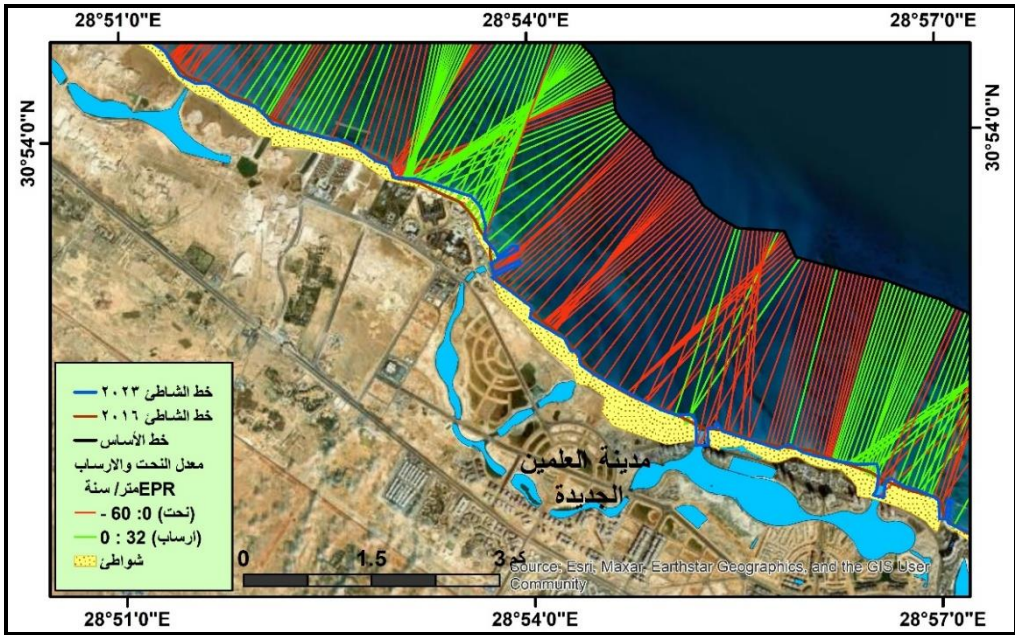 28°51'0"E 28°54'0"E 28°57'0"E
30°54'0"N
30°54'0"N
مدينة العلمين
الجديدة
خط الشاطئ ٢٠٢٣
خط الشاطئ ٢٠١٦
خط الأساس
معدل النحت والارساب
EPRمتر/ سنة
(نحت) 0: 60 -
(ارساب) 32 : 0
شواطئ
0 1.5 3 كم
Source: Esri, Maxar, Earthstar Geographics, and the GIS User
Community
28°51'0"E 28°54'0"E 28°57'0"E